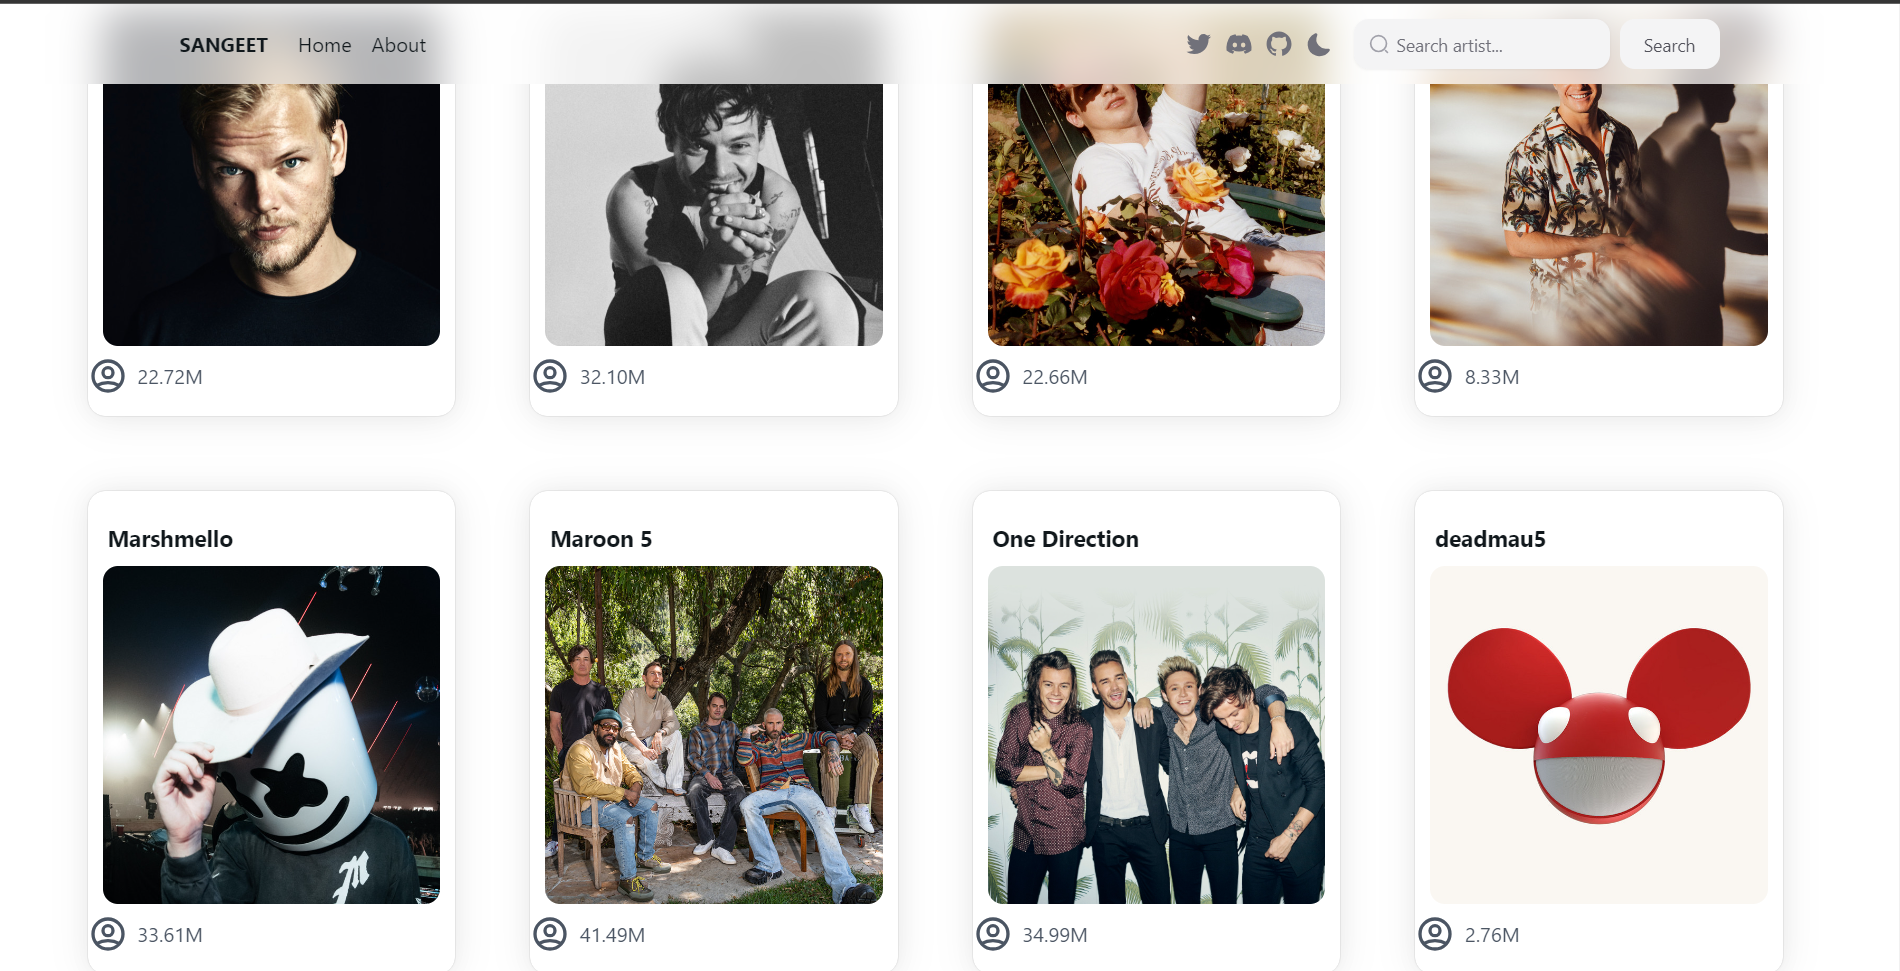 SANGEET Home About Search artist... Search
22.72M 32.10M 22.66M 8.33M
Marshmello Maroon 5 One Direction deadmau5
33.61M 41.49M 34.99M 2.76M